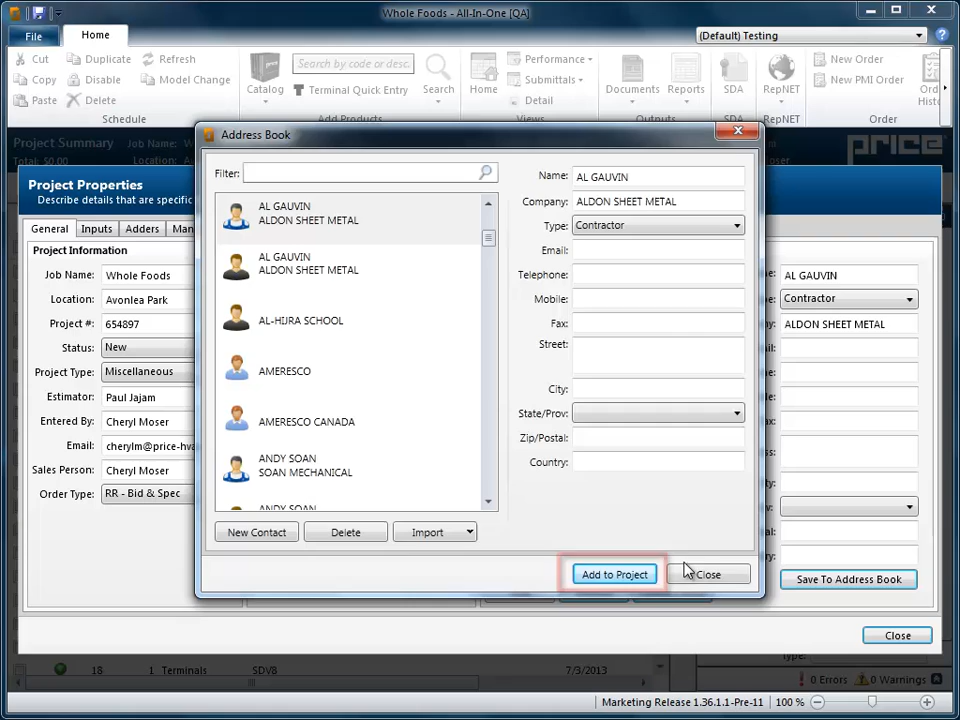 Whole Foods - All-In-One [QA]
File
Home
(Default) Testing
Cut
Duplicate
Refresh
Copy
Disable
Model Change
Paste
Delete
Schedule
Catalog
Search by code/desc.
Terminal Quick Entry
Search
Add Products
Home
Performance
Submittals
Detail
Views
Documents
Reports
Outputs
SDA
RepNET
New Order
New PMI Order
Order
Project Summary
Job Name:
Total: $0.00
Location:
price
Project Properties
Describe details that are specific
General
Inputs
Adders
Project Information
Job Name:
Whole Foods
Location:
Avonlea Park
Project #:
654897
Status:
New
Project Type:
Miscellaneous
Estimator:
Paul Jajam
Entered By:
Cheryl Moser
Email:
Sales Person:
Cheryl Moser
Order Type:
RR - Bid & Spec
Address Book
Filter:
AL GAUVIN
ALDON SHEET METAL
AL GAUVIN
ALDON SHEET METAL
AL-HIJRA SCHOOL
AMERESCO
AMERESCO CANADA
ANDY SOAN
SOAN MECHANICAL
ANDY SOAN
New Contact
Delete
Import
Name:
AL GAUVIN
Company:
ALDON SHEET METAL
Type:
Contractor
Email:
Telephone:
Mobile:
Fax:
Street:
City:
State/Prov:
Zip/Postal:
Country:
Add to Project
Close
AL GAUVIN
Contractor
ALDON SHEET METAL
Save To Address Book
Close
18
1
Terminals
SDV8
7/3/2013
0 Errors
0 Warnings
Marketing Release 1.36.1.1-Pre-11
100 %